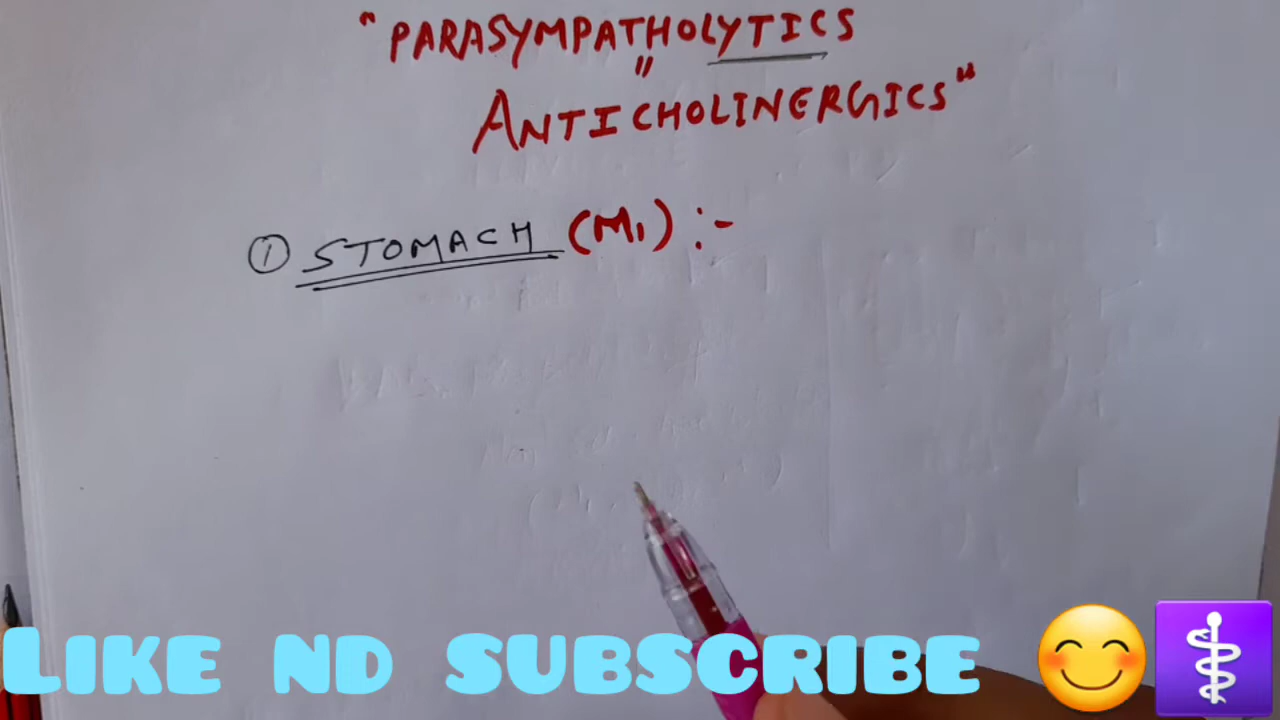 " PARASYMPATHOLYTICS
"
ANTICHOLINERGICS "
① STOMACH (M1) :-
LIKE ND SUBSCRIBE